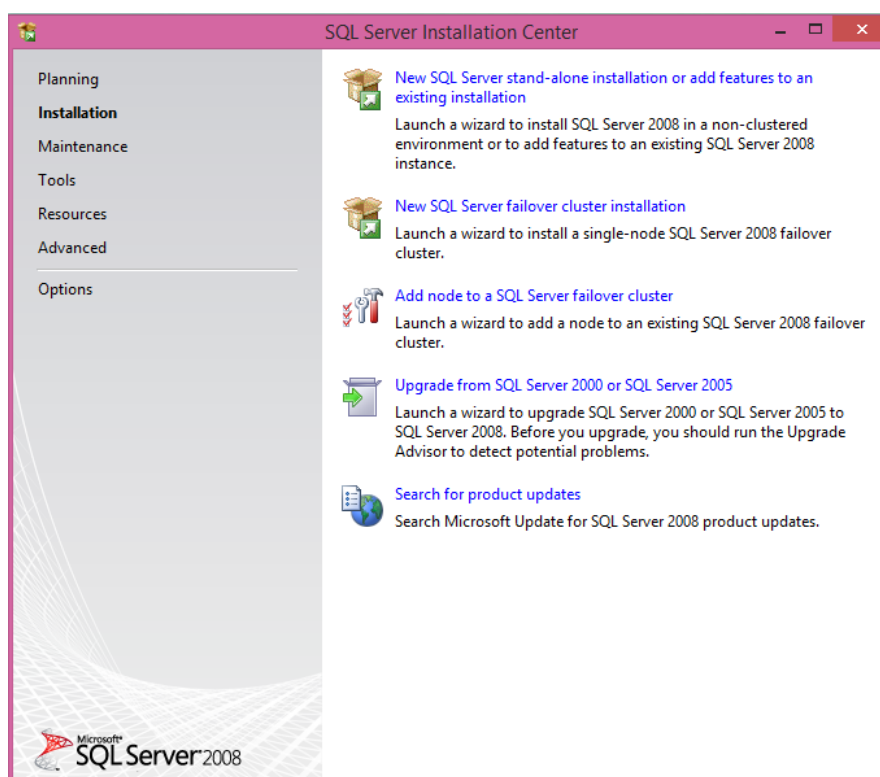 SQL Server Installation Center
Planning
Installation
Maintenance
Tools
Resources
Advanced
Options
New SQL Server stand-alone installation or add features to an
existing installation
Launch a wizard to install SQL Server 2008 in a non-clustered
environment or to add features to an existing SQL Server 2008
instance.
New SQL Server failover cluster installation
Launch a wizard to install a single-node SQL Server 2008 failover
cluster.
Add node to a SQL Server failover cluster
Launch a wizard to add a node to an existing SQL Server 2008 failover
cluster.
Upgrade from SQL Server 2000 or SQL Server 2005
Launch a wizard to upgrade SQL Server 2000 or SQL Server 2005 to
SQL Server 2008. Before you upgrade, you should run the Upgrade
Advisor to detect potential problems.
Search for product updates
Search Microsoft Update for SQL Server 2008 product updates.
Microsoft®
SQL Server® 2008